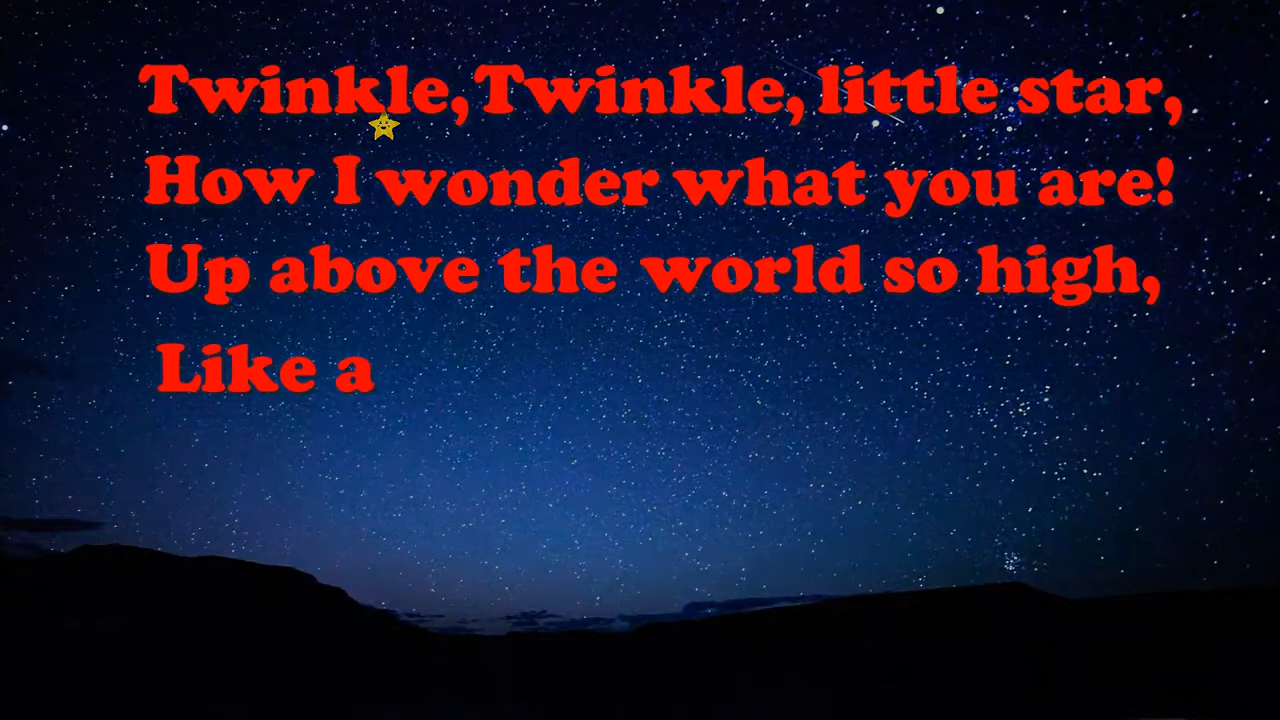 Twinkle,Twinkle, little star,
How I wonder what you are!
Up above the world so high,
Like a